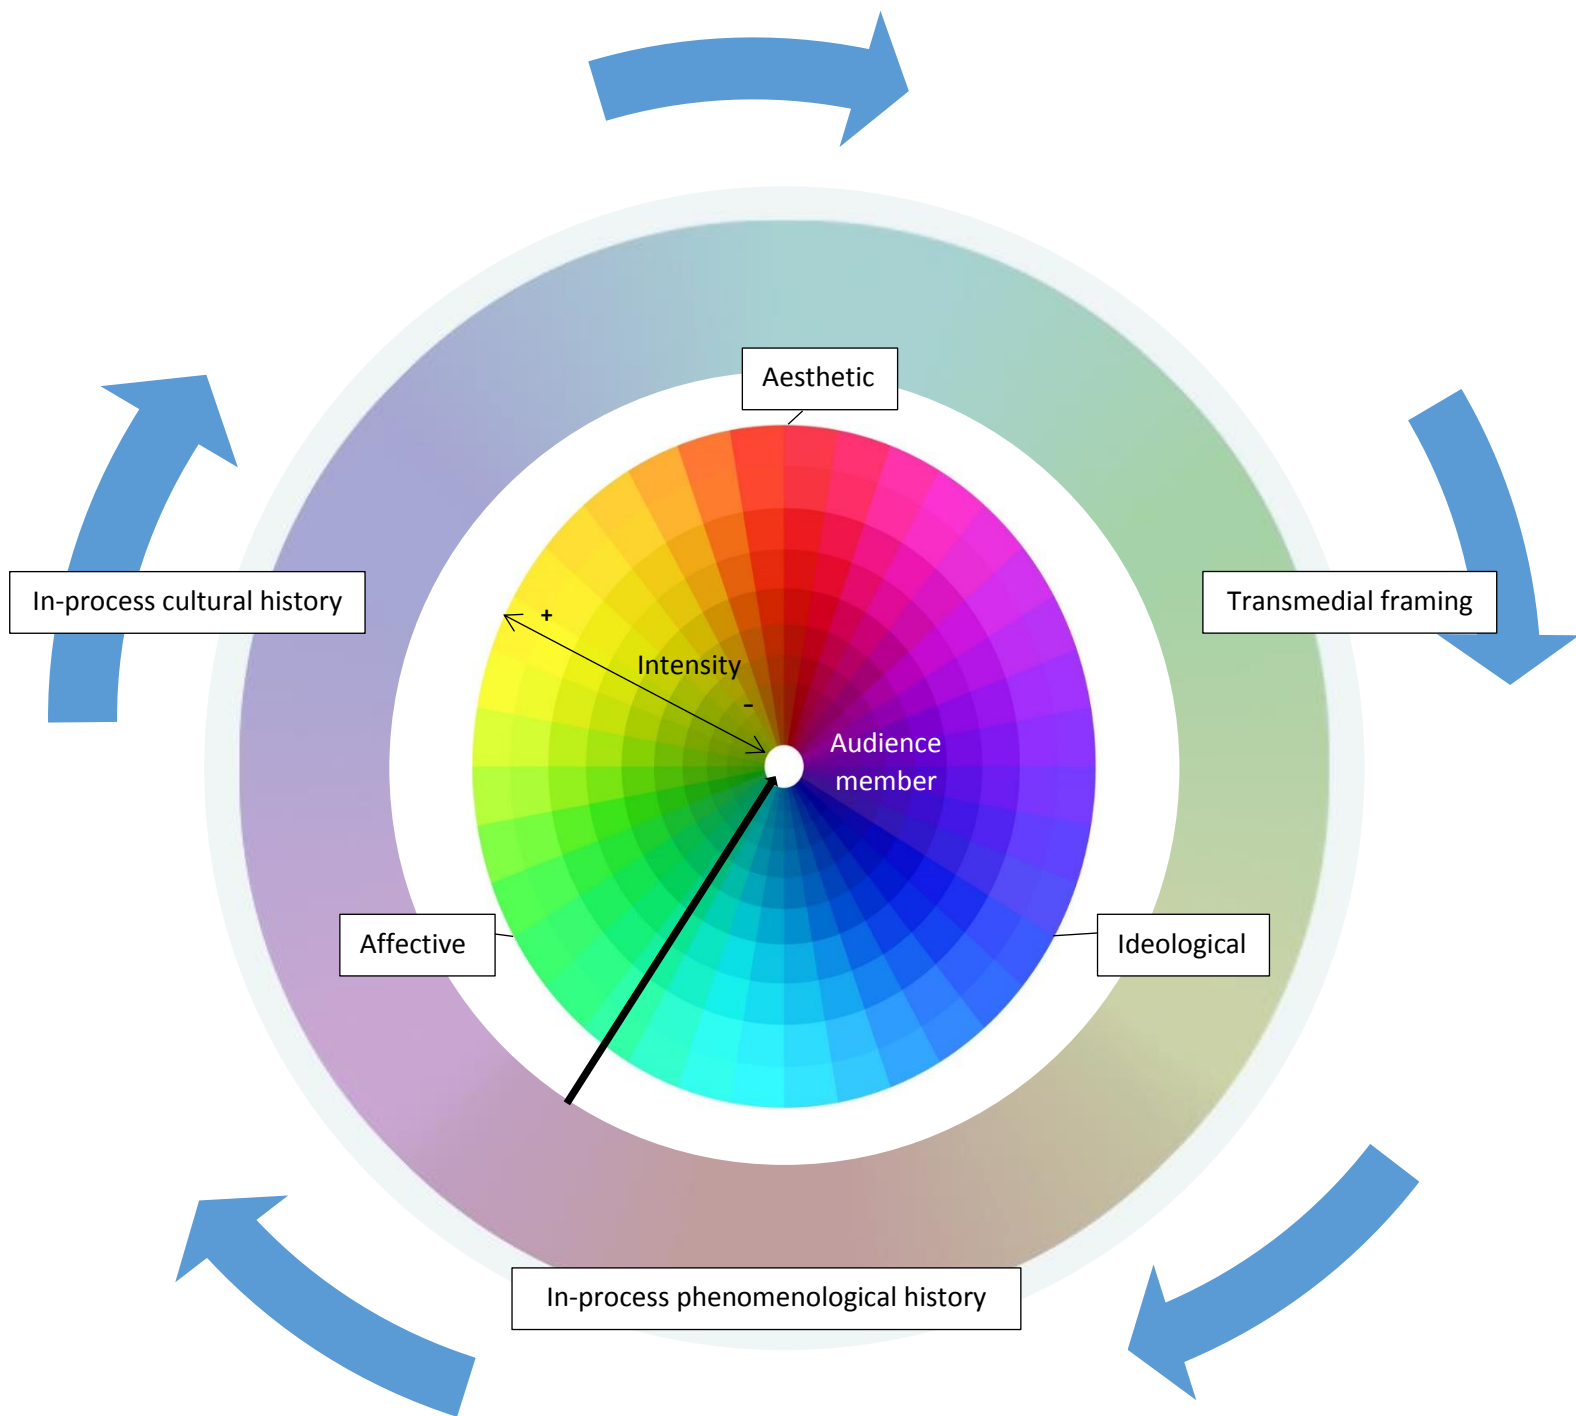 Aesthetic
In-process cultural history
Transmedial framing
+
Intensity
-
Audience
member
Affective
Ideological
In-process phenomenological history